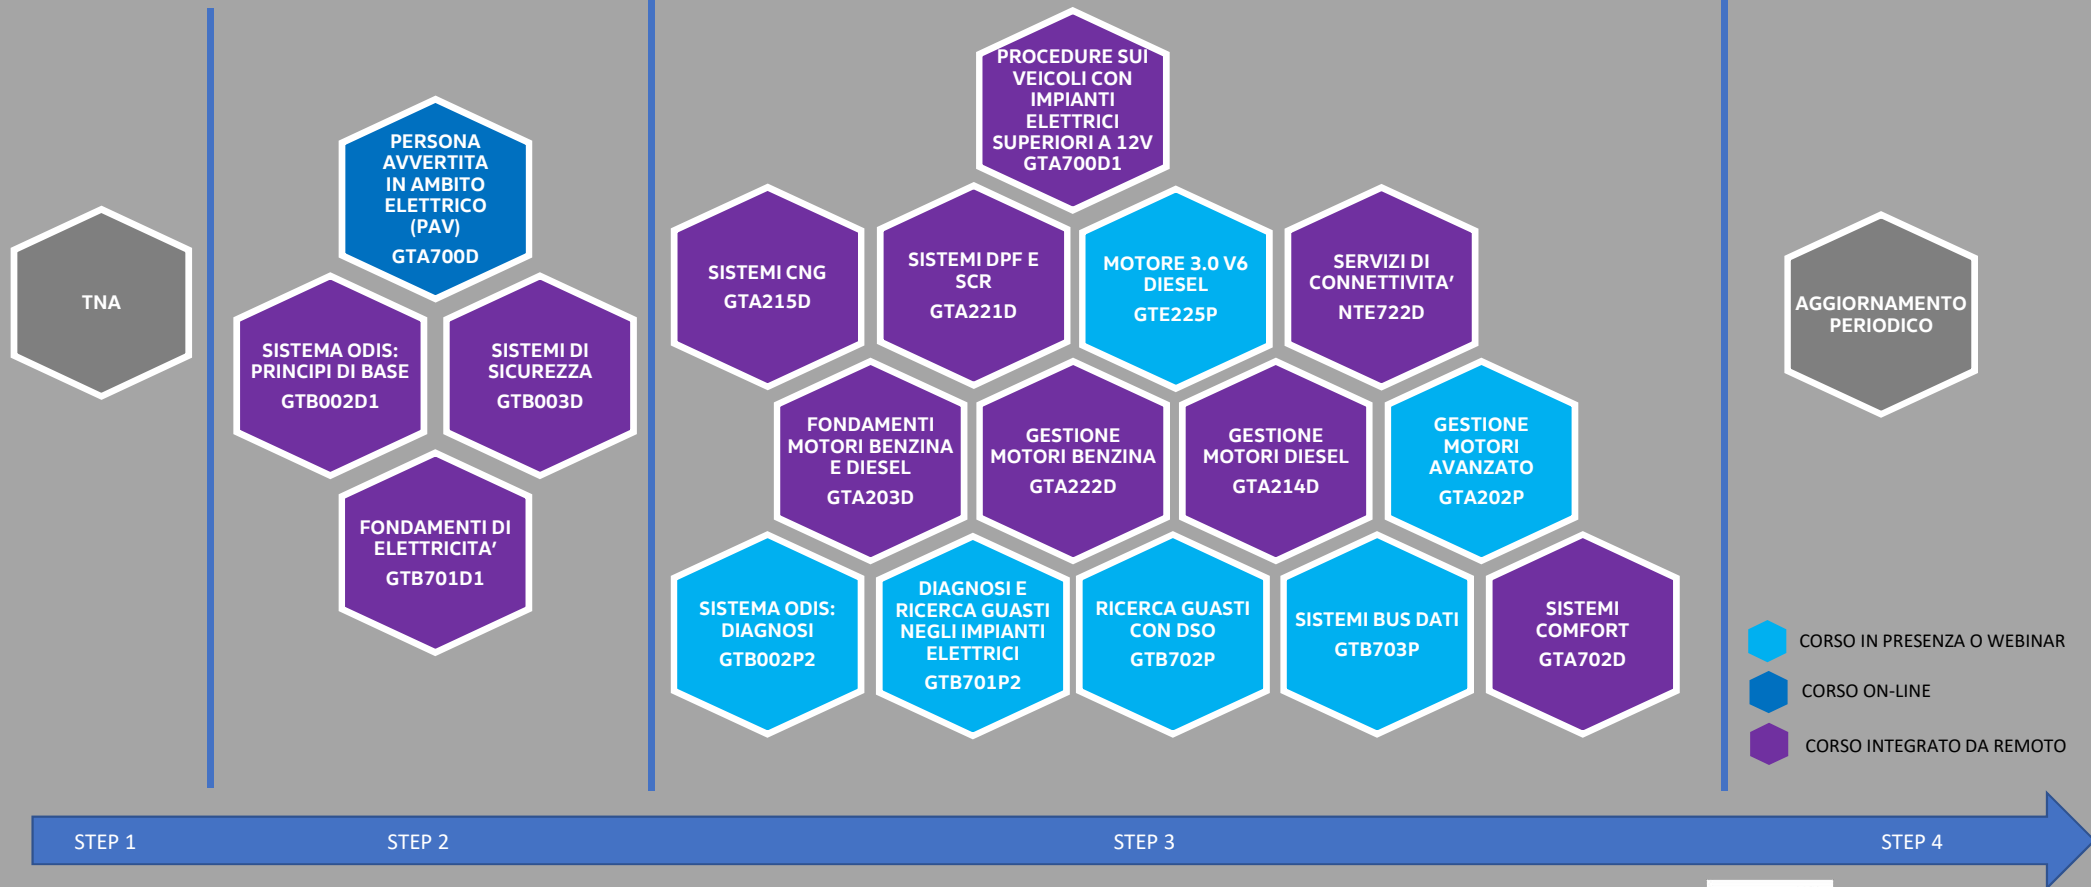 TNA
PERSONA
AVVERTITA
IN AMBITO
ELETTRICO
(PAV)
GTA700D
SISTEMA ODIS:
PRINCIPI DI BASE
GTB002D1
SISTEMI DI
SICUREZZA
GTB003D
FONDAMENTI DI
ELETTRICITA’
GTB701D1
PROCEDURE SUI
VEICOLI CON
IMPIANTI
ELETTRICI
SUPERIORI A 12V
GTA700D1
SISTEMI CNG
GTA215D
SISTEMI DPF E
SCR
GTA221D
MOTORE 3.0 V6
DIESEL
GTE225P
SERVIZI DI
CONNETTIVITA’
NTE722D
FONDAMENTI
MOTORI BENZINA
E DIESEL
GTA203D
GESTIONE
MOTORI BENZINA
GTA222D
GESTIONE
MOTORI DIESEL
GTA214D
GESTIONE
MOTORI
AVANZATO
GTA202P
SISTEMA ODIS:
DIAGNOSI
GTB002P2
DIAGNOSI E
RICERCA GUASTI
NEGLI IMPIANTI
ELETTRICI
GTB701P2
RICERCA GUASTI
CON DSO
GTB702P
SISTEMI BUS DATI
GTB703P
SISTEMI
COMFORT
GTA702D
AGGIORNAMENTO
PERIODICO
CORSO IN PRESENZA O WEBINAR
CORSO ON-LINE
CORSO INTEGRATO DA REMOTO
STEP 1
STEP 2
STEP 3
STEP 4